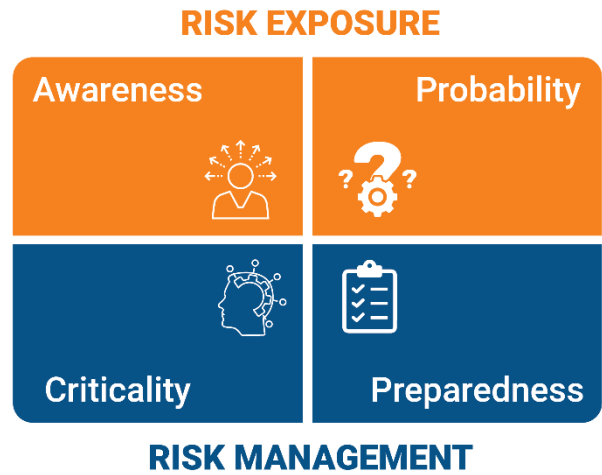 RISK EXPOSURE
Awareness
Probability
? ? ?
Criticality
Preparedness
RISK MANAGEMENT